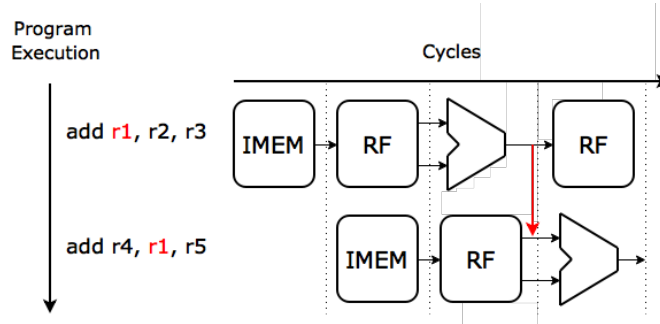 Program
Execution
Cycles
add r1, r2, r3
IMEM
RF
RF
add r4, r1, r5
IMEM
RF